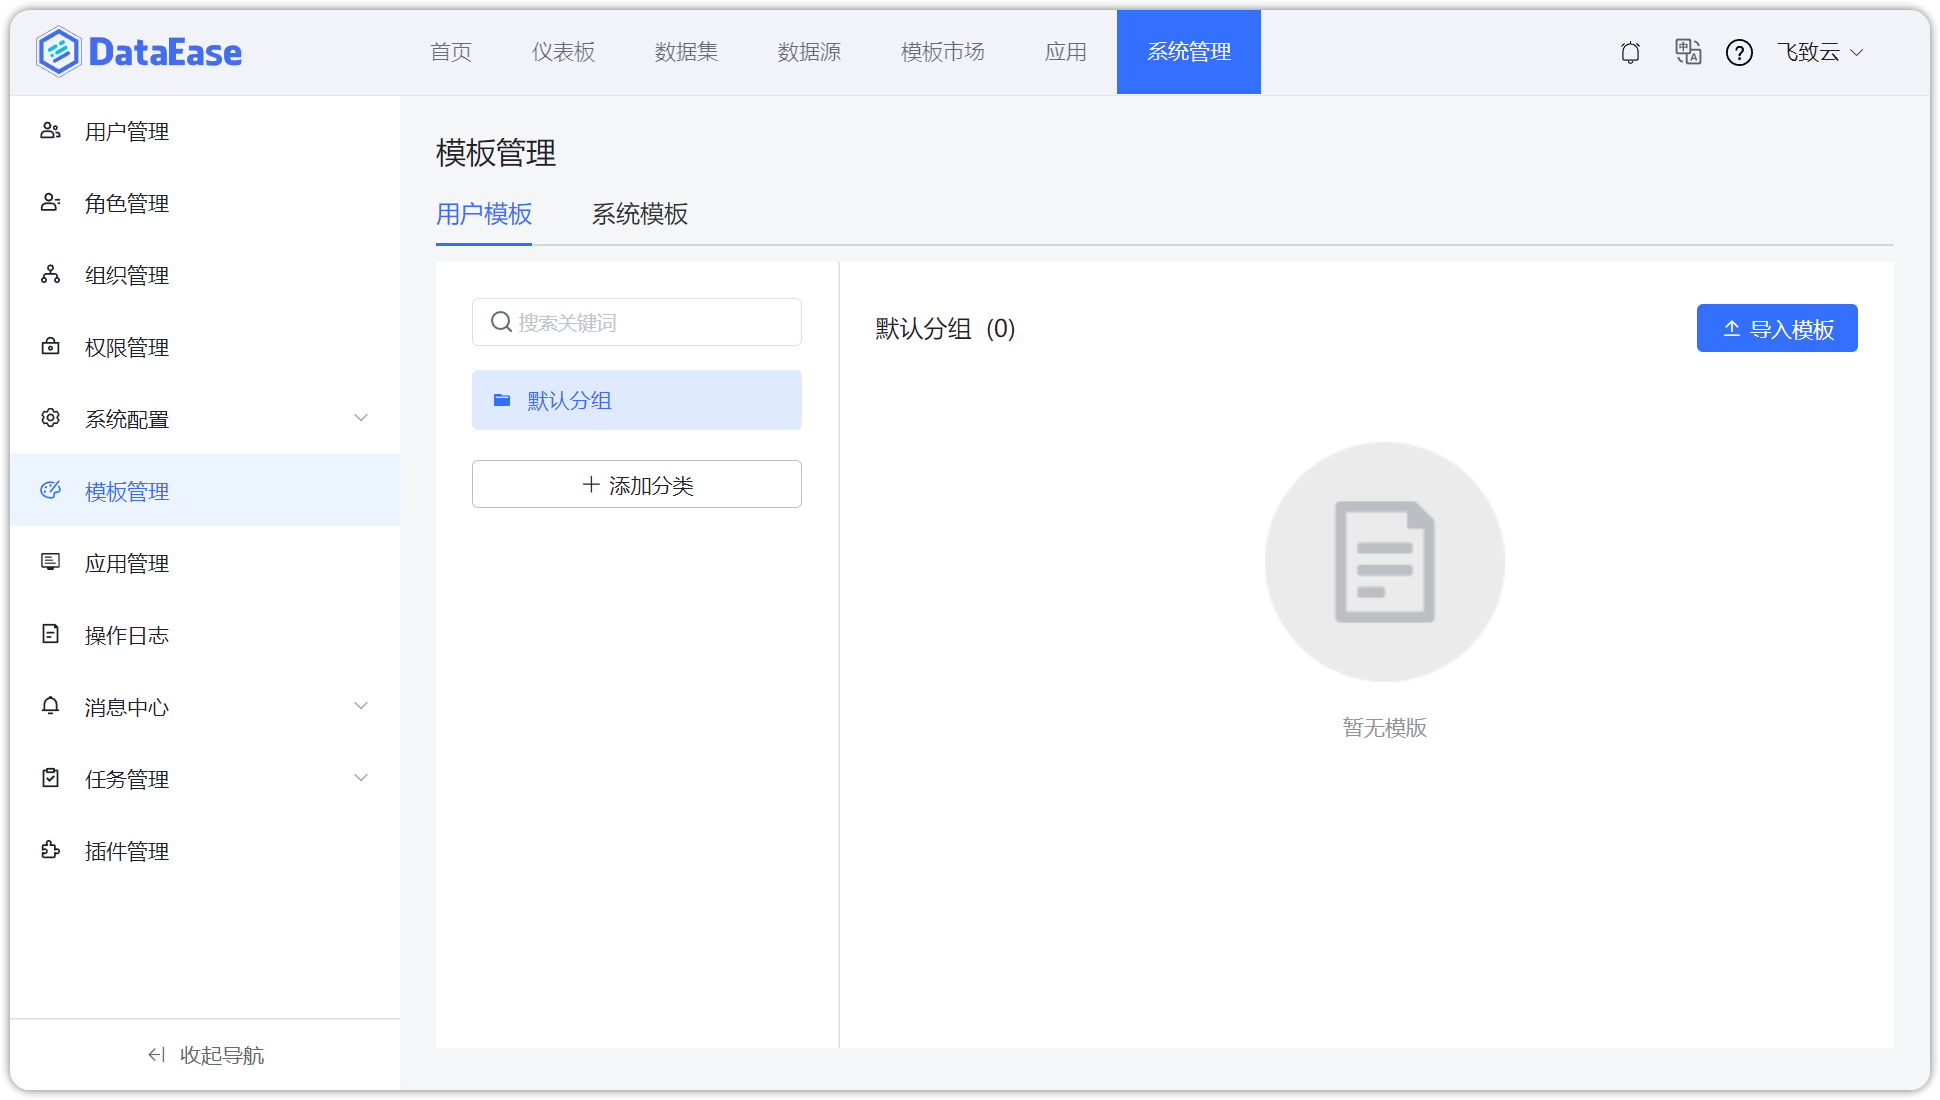 DataEase
首页
仪表板
数据集
数据源
模板市场
应用
系统管理
飞致云
用户管理
角色管理
组织管理
权限管理
系统配置
模板管理
应用管理
操作日志
消息中心
任务管理
插件管理
收起导航
模板管理
用户模板
系统模板
搜索关键词
默认分组
添加分类
默认分组 (0)
导入模板
暂无模版